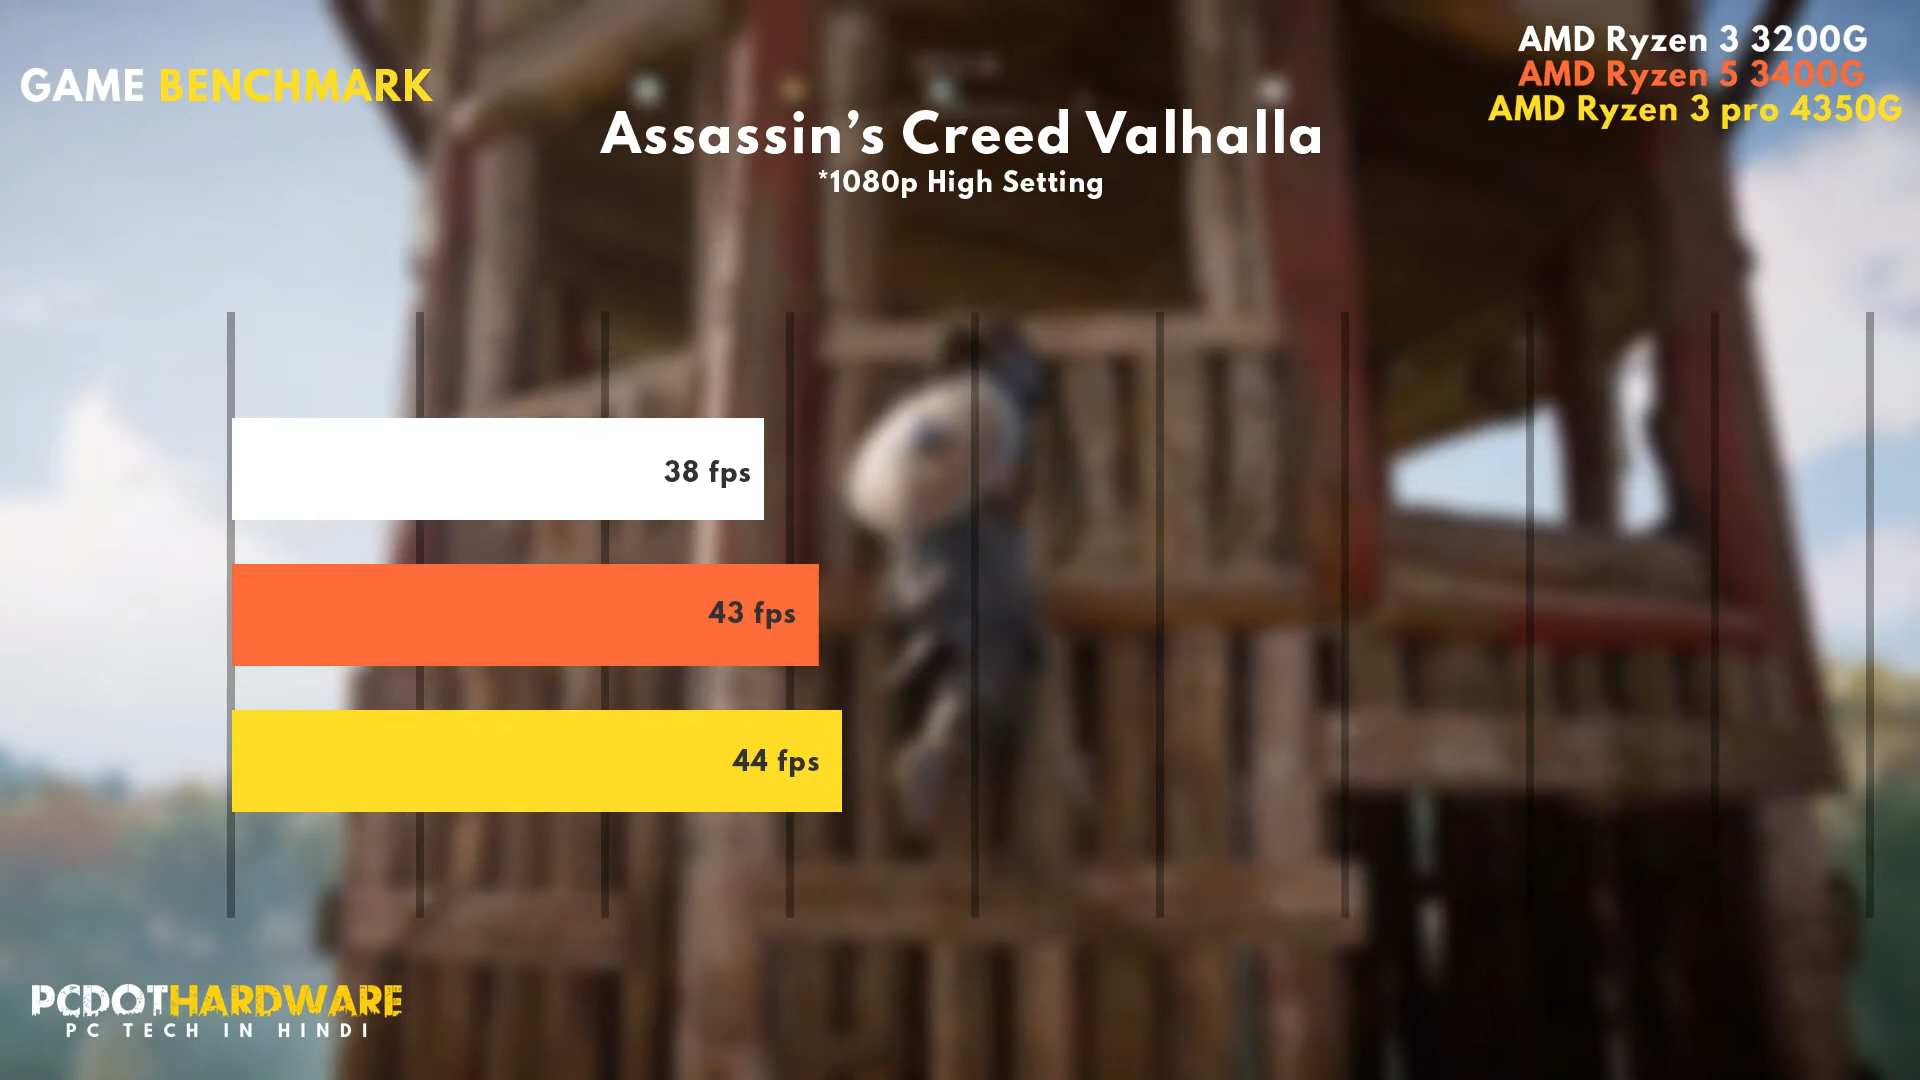 GAME BENCHMARK
AMD Ryzen 3 3200G
AMD Ryzen 5 3400G
AMD Ryzen 3 pro 4350G
Assassin’s Creed Valhalla
*1080p High Setting
38 fps
43 fps
44 fps
PCDOTHARDWARE
PC TECH IN HINDI